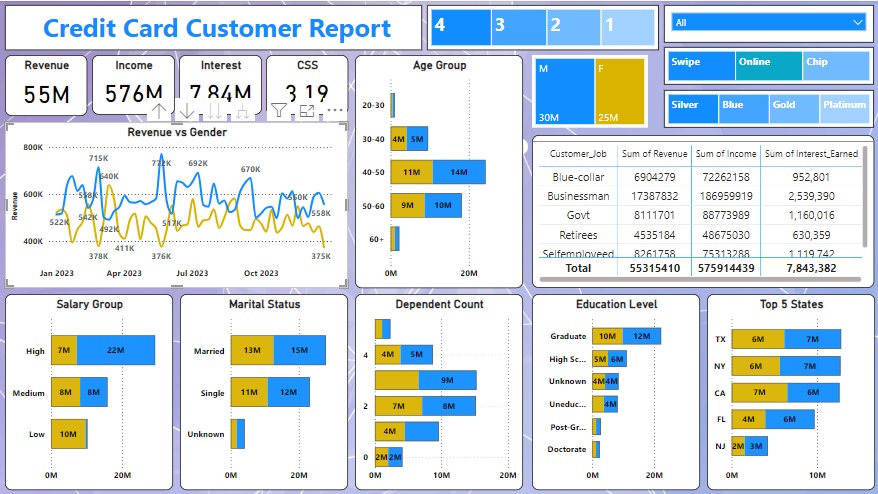 Credit Card Customer Report
4 3 2 1
All
Revenue
55M
Income
576M
Interest
7.84M
CSS
3.19
Swipe Online Chip
Silver Blue Gold Platinum
M
30M
F
25M
Age Group
20-30
30-40 4M 5M
40-50 11M 14M
50-60 9M 10M
60+
0M 20M
Revenue vs Gender
Revenue
800K
600K
400K
715K
772K
692K
670K
640K
558K
542K
522K
492K
411K
378K
376K
517K
560K
558K
375K
Jan 2023 Apr 2023 Jul 2023 Oct 2023
Customer_Job Sum of Revenue Sum of Income Sum of Interest_Earned
Blue-collar 6904279 72262158 952,801
Businessman 17387832 186959919 2,539,390
Govt 8111701 88773989 1,160,016
Retirees 4535184 48675030 630,359
Selfemployeed 8261758 75313288 1,119,742
Total 55315410 575914439 7,843,382
Salary Group
High 7M 22M
Medium 8M 8M
Low 10M
0M 20M
Marital Status
Married 13M 15M
Single 11M 12M
Unknown
0M 20M
Dependent Count
4 4M 5M
9M
2 7M 8M
4M
0 2M 2M
0M 10M 20M
Education Level
Graduate 10M 12M
High Sc... 5M 6M
Unknown 4M 4M
Uneduc... 4M
Post-Gr...
Doctorate
0M 20M
Top 5 States
TX 6M 7M
NY 6M 7M
CA 7M 6M
FL 4M 6M
NJ 2M 3M
0M 10M